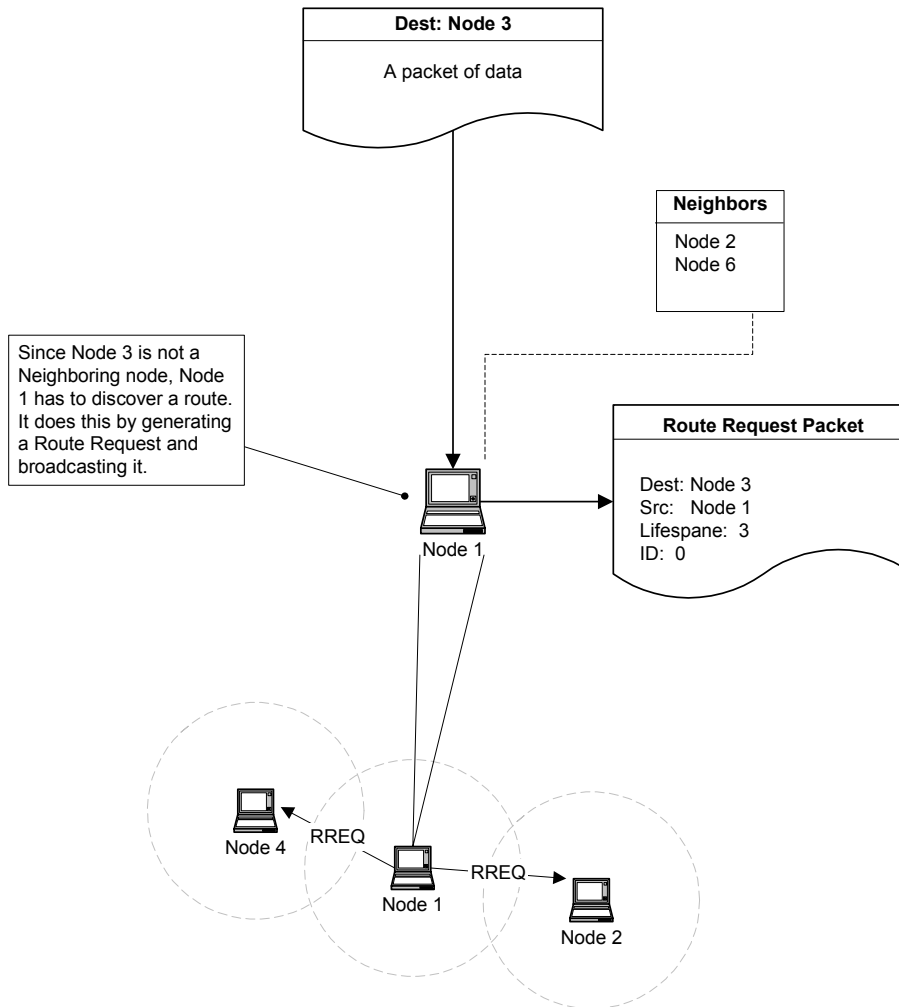 Dest: Node 3
A packet of data
Neighbors
Node 2
Node 6
Since Node 3 is not a
Neighboring node, Node
1 has to discover a route.
It does this by generating
a Route Request and
broadcasting it.
Route Request Packet
Dest: Node 3
Src: Node 1
Lifespane: 3
ID: 0
Node 1
Node 4
RREQ
RREQ
Node 1
Node 2